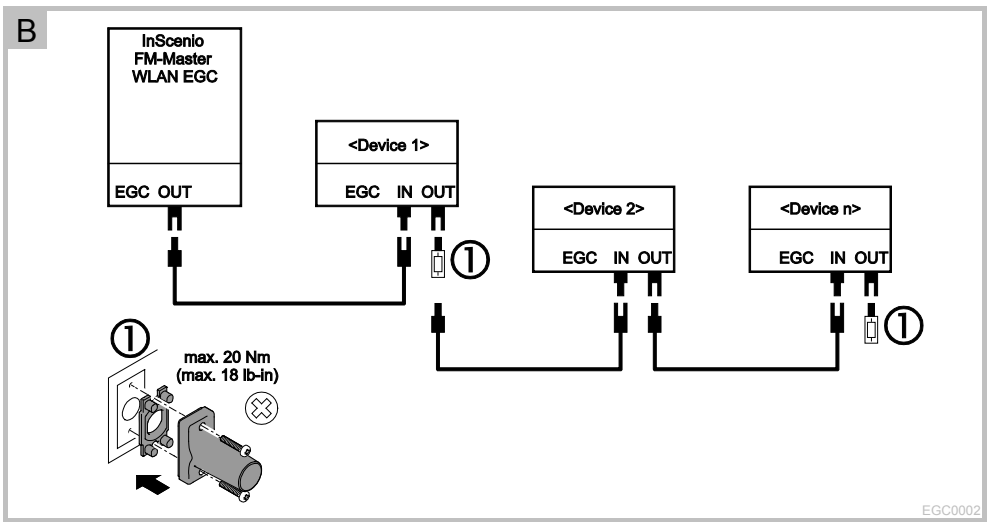 B
InScenio
FM-Master
WLAN EGC
EGC OUT
<Device 1>
EGC IN OUT
①
<Device 2>
EGC IN OUT
<Device n>
EGC IN OUT
①
①
max. 20 Nm
(max. 18 lb-in)
EGC0002